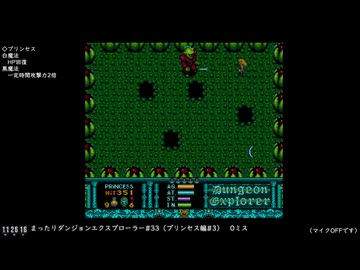 ◇プリンセス
白魔法
HP回復
黒魔法
一定時間攻撃力2倍
PRINCESS
HIT 351
9 6
AG
AT
ST
IN
Dungeon
Explorer
11 26 16
まったりダンジョンエクスプローラー#33（プリンセス編#3） 0ミス
（マイクOFFです）